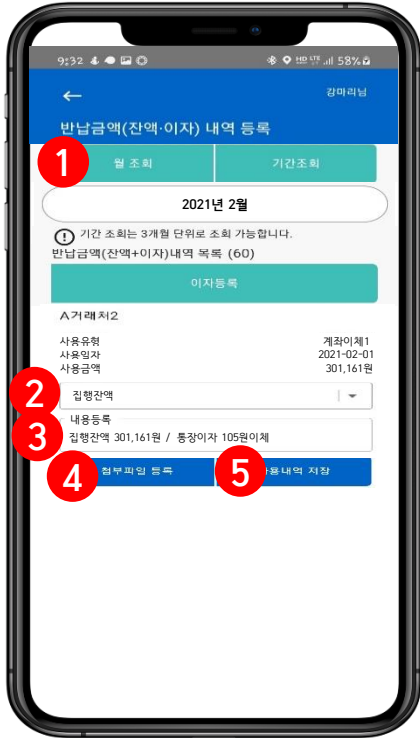 9:32
58%
강마리님
반납금액(잔액·이자) 내역 등록
1
월 조회 기간조회
2021년 2월
기간 조회는 3개월 단위로 조회 가능합니다.
반납금액(잔액+이자)내역 목록 (60)
이자등록
A거래처2
사용유형 계좌이체1
사용일자 2021-02-01
사용금액 301,161원
2
집행잔액
내용등록
3
집행잔액 301,161원 / 통장이자 105원이체
4 첨부파일 등록
5 사용내역 저장